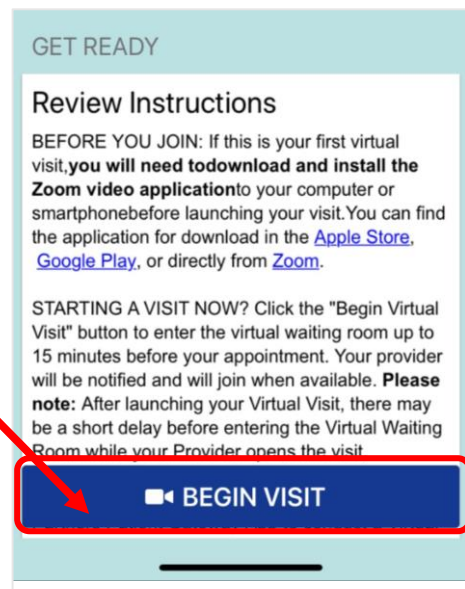 GET READY
Review Instructions
BEFORE YOU JOIN: If this is your first virtual
visit,you will need todownload and install the
Zoom video applicationto your computer or
smartphonebefore launching your visit.You can find
the application for download in the Apple Store,
Google Play, or directly from Zoom.
STARTING A VISIT NOW? Click the "Begin Virtual
Visit" button to enter the virtual waiting room up to
15 minutes before your appointment. Your provider
will be notified and will join when available. Please
note: After launching your Virtual Visit, there may
be a short delay before entering the Virtual Waiting
Room while your Provider opens the visit
BEGIN VISIT